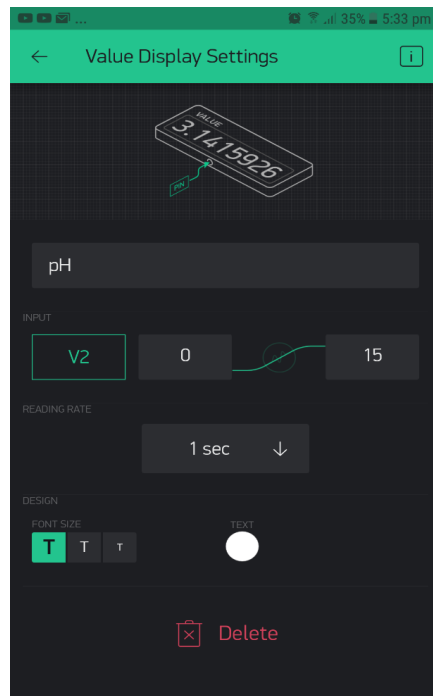 ... 35% 5:33 pm
Value Display Settings i
VALUE
3.1415926
PIN
pH
INPUT
V2 0 15
READING RATE
1 sec
DESIGN
FONT SIZE TEXT
T T T
Delete